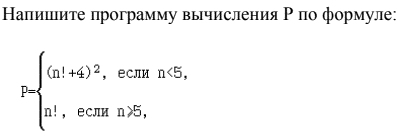 Напишите программу вычисления Р по формуле:
(n!+4)², если n<5,
P=
n!, если n⩾5,